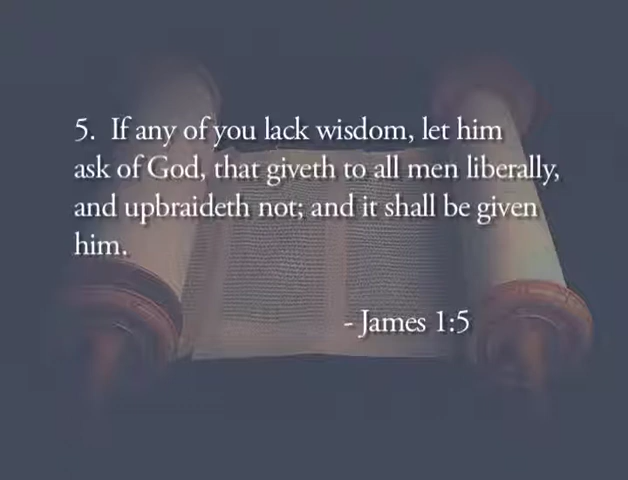 5.  If any of you lack wisdom, let him
ask of God, that giveth to all men liberally,
and upbraideth not; and it shall be given
him.
- James 1:5